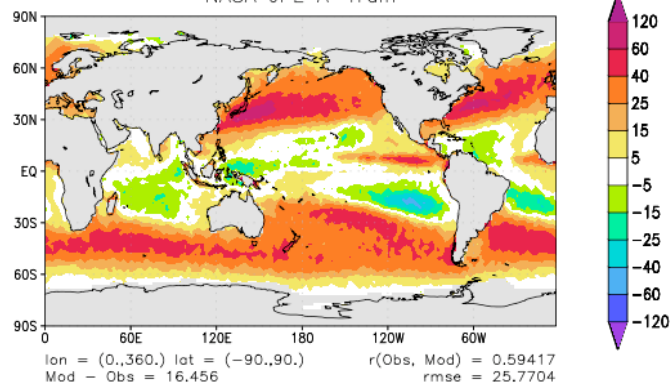 90N
60N
30N
EQ
30S
60S
90S
0
60E
120E
180
120W
60W
120
60
40
25
15
5
-5
-15
-25
-40
-60
-120
lon = (0.,360.) lat = (-90.,90.)
r(Obs, Mod) = 0.59417
Mod - Obs = 16.456
rmse = 25.7704